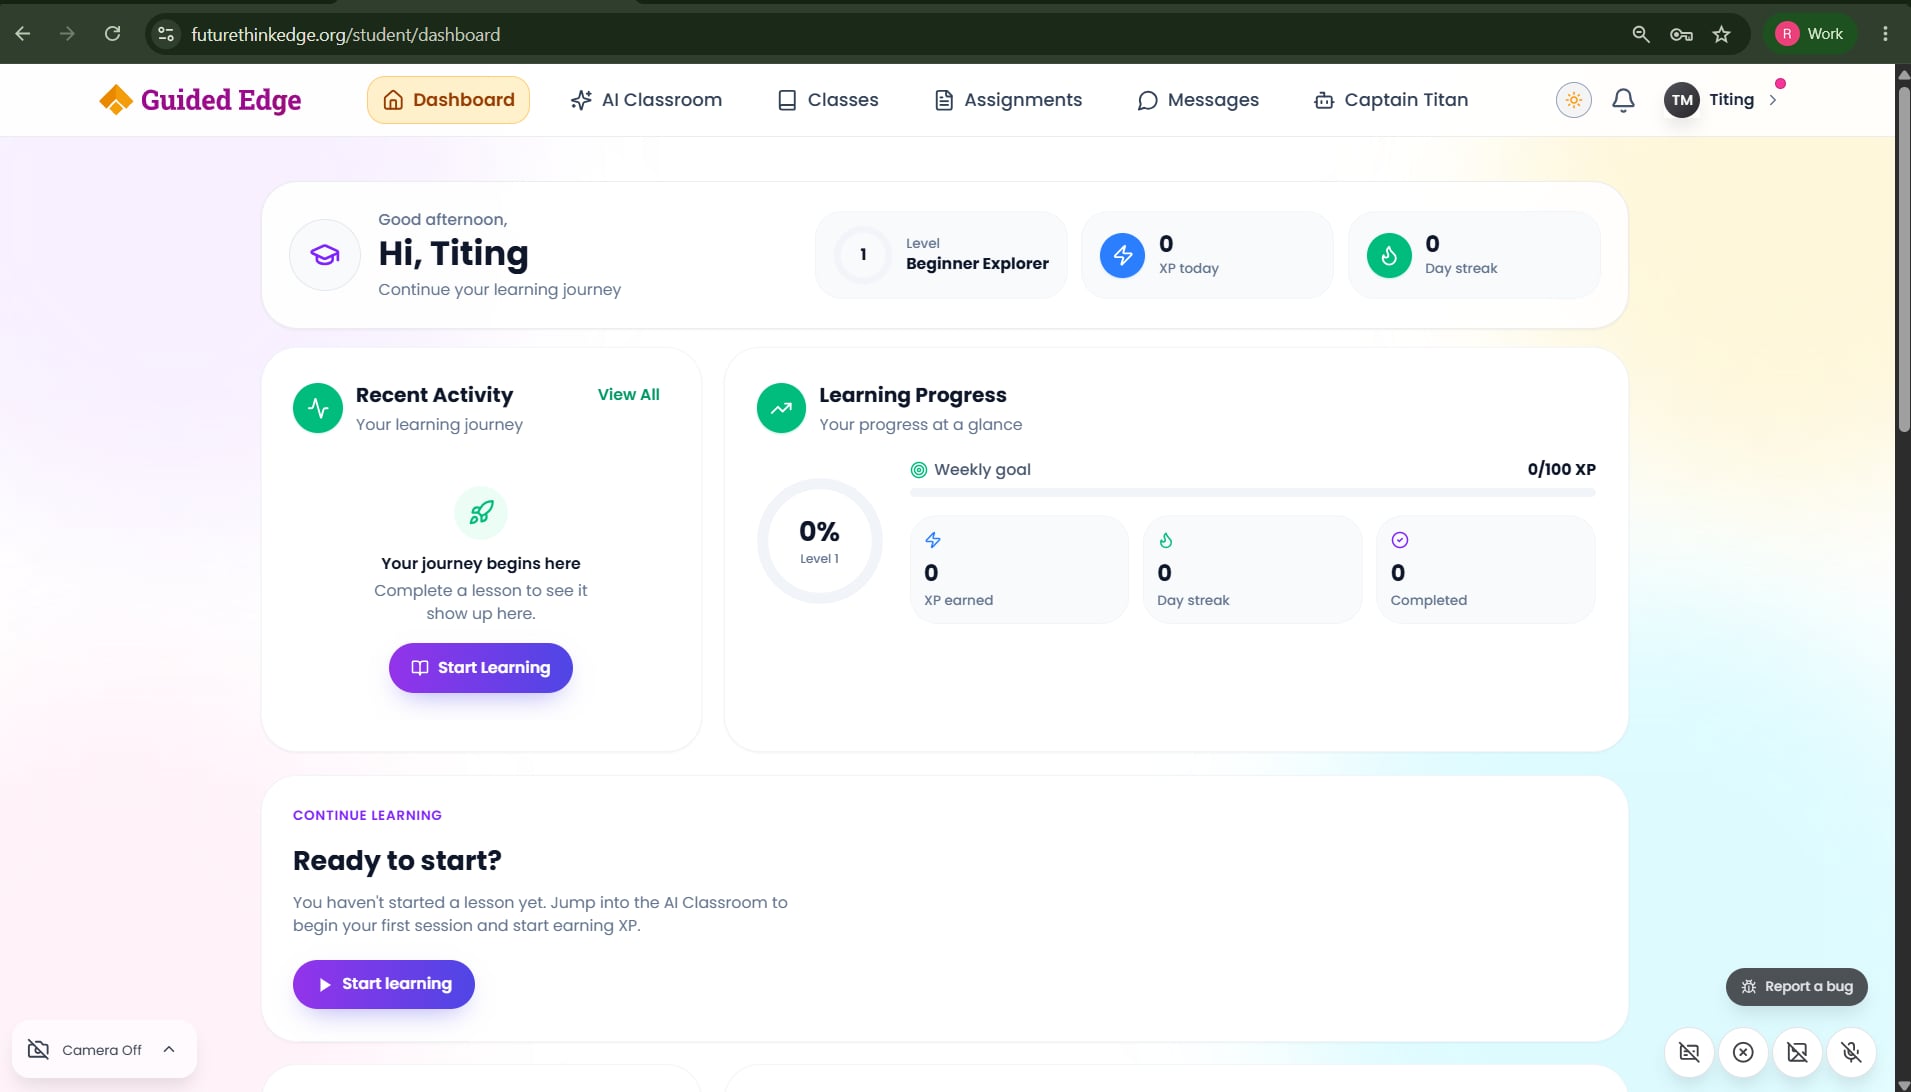 futurethinkedge.org/student/dashboard
R Work
Guided Edge
Dashboard
AI Classroom
Classes
Assignments
Messages
Captain Titan
TM Titing
Good afternoon,
Hi, Titing
Continue your learning journey
1
Level
Beginner Explorer
0
XP today
0
Day streak
Recent Activity
View All
Your learning journey
Your journey begins here
Complete a lesson to see it
show up here.
Start Learning
Learning Progress
Your progress at a glance
0%
Level 1
Weekly goal
0/100 XP
0
XP earned
0
Day streak
0
Completed
CONTINUE LEARNING
Ready to start?
You haven't started a lesson yet. Jump into the AI Classroom to
begin your first session and start earning XP.
Start learning
Report a bug
Camera Off